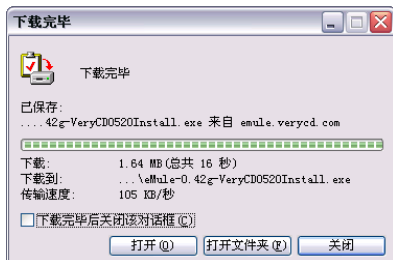 下载完毕
下载完毕
已保存:
....42g-VeryCD0520Install.exe 来自 emule.verycd.com
下载: 1.64 MB(总共 16 秒)
下载到: ...\eMule-0.42g-VeryCD0520Install.exe
传输速度: 105 KB/秒
下载完毕后关闭该对话框(C)
打开(O) 打开文件夹(F) 关闭